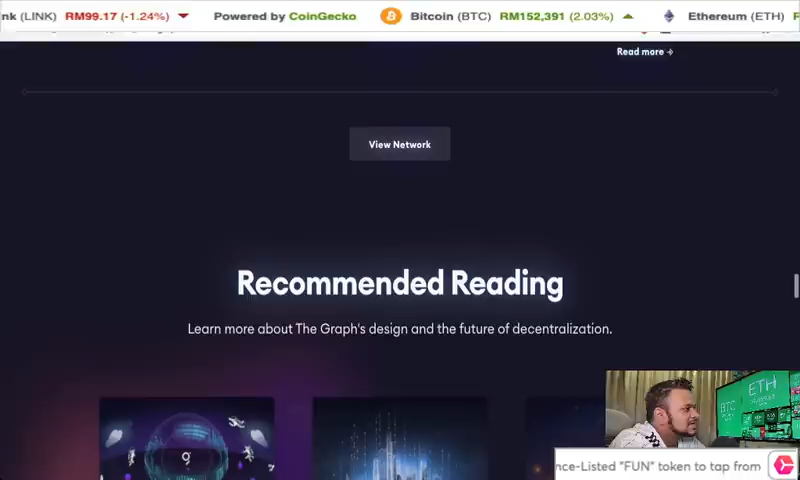 nk (LINK) RM99.17 (-1.24%) Powered by CoinGecko Bitcoin (BTC) RM152,391 (2.03%) Ethereum (ETH)
Read more →
View Network
Recommended Reading
Learn more about The Graph's design and the future of decentralization.
BTC
ETH
nce-Listed "FUN" token to tap from